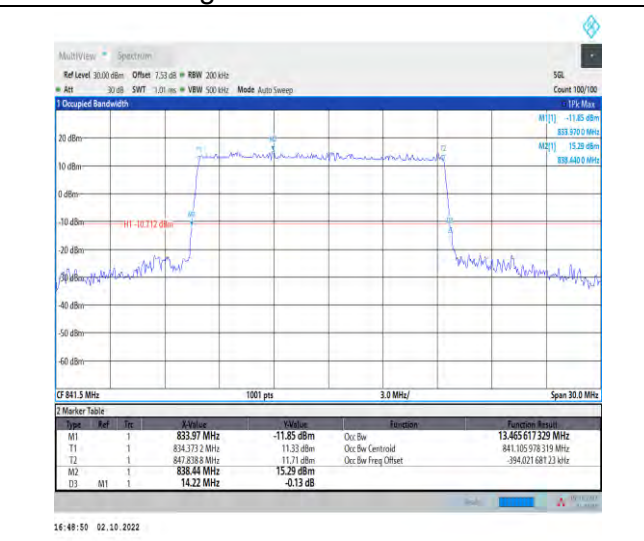 MultiView Spectrum
Ref Level 30.00 dBm Offset 7.53 dB RBW 200 kHz SGL
Att 30 dB SWT 1.01 ms VBW 500 kHz Mode Auto Sweep Count 100/100
1 Occupied Bandwidth 1Pk Max
M1[1] -11.85 dBm
833.970 0 MHz
20 dBm M2[1] 15.29 dBm
838.440 0 MHz
T1 M2 T2
10 dBm
0 dBm
M1 D3
-10 dBm H1 -10.712 dBm
-20 dBm
-30 dBm
-40 dBm
-50 dBm
-60 dBm
CF 841.5 MHz 1001 pts 3.0 MHz/ Span 30.0 MHz
2 Marker Table
Type Ref Trc X-Value Y-Value Function Function Result
M1 1 833.97 MHz -11.85 dBm Occ Bw 13.465 617 329 MHz
T1 1 834.373 2 MHz 11.33 dBm Occ Bw Centroid 841.105 978 319 MHz
T2 1 847.838 8 MHz 11.71 dBm Occ Bw Freq Offset -394.021 681 23 kHz
M2 1 838.44 MHz 15.29 dBm
D3 M1 1 14.22 MHz -0.13 dB
16:48:50 02.10.2022